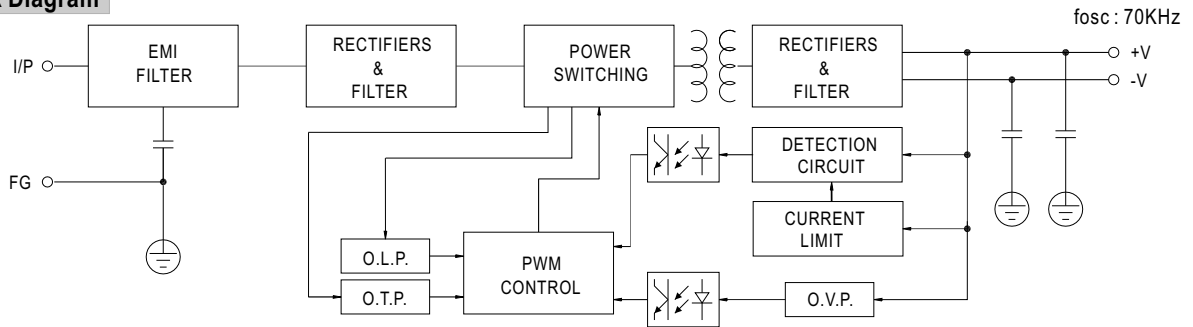 Diagram
fosc : 70KHz
I/P
EMI
FILTER
RECTIFIERS
&
FILTER
POWER
SWITCHING
RECTIFIERS
&
FILTER
+V
-V
FG
DETECTION
CIRCUIT
CURRENT
LIMIT
O.L.P.
O.T.P.
PWM
CONTROL
O.V.P.